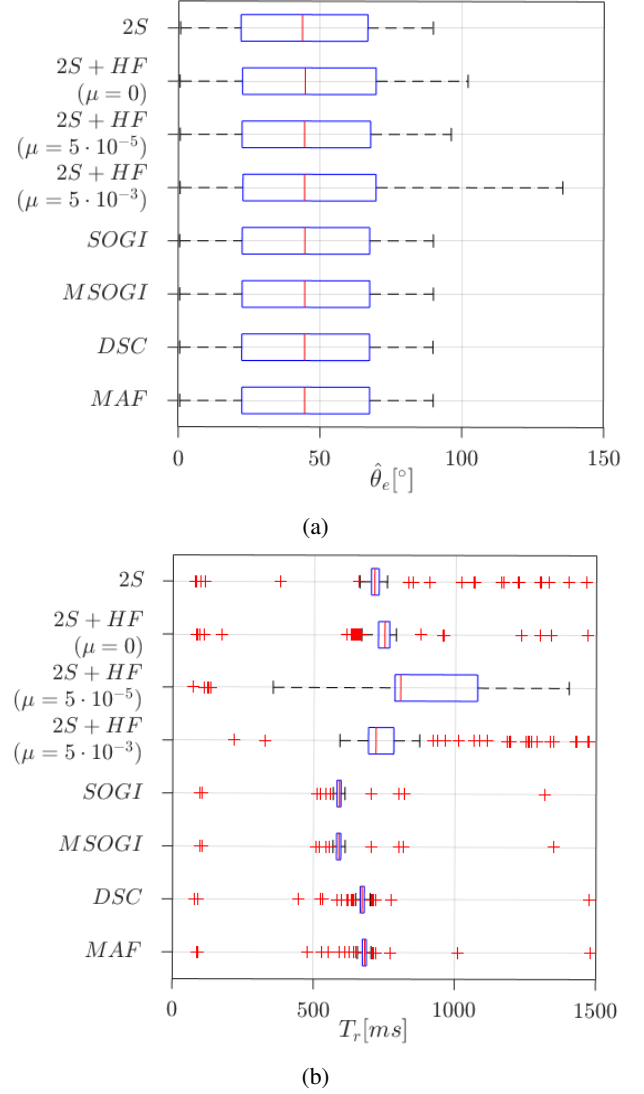 2S
2S + HF
(μ = 0)
2S + HF
(μ = 5 · 10⁻⁵)
2S + HF
(μ = 5 · 10⁻³)
SOGI
MSOGI
DSC
MAF
0 50 100 150
θ̂ₑ[°]
(a)
2S
2S + HF
(μ = 0)
2S + HF
(μ = 5 · 10⁻⁵)
2S + HF
(μ = 5 · 10⁻³)
SOGI
MSOGI
DSC
MAF
0 500 1000 1500
Tᵣ[ms]
(b)